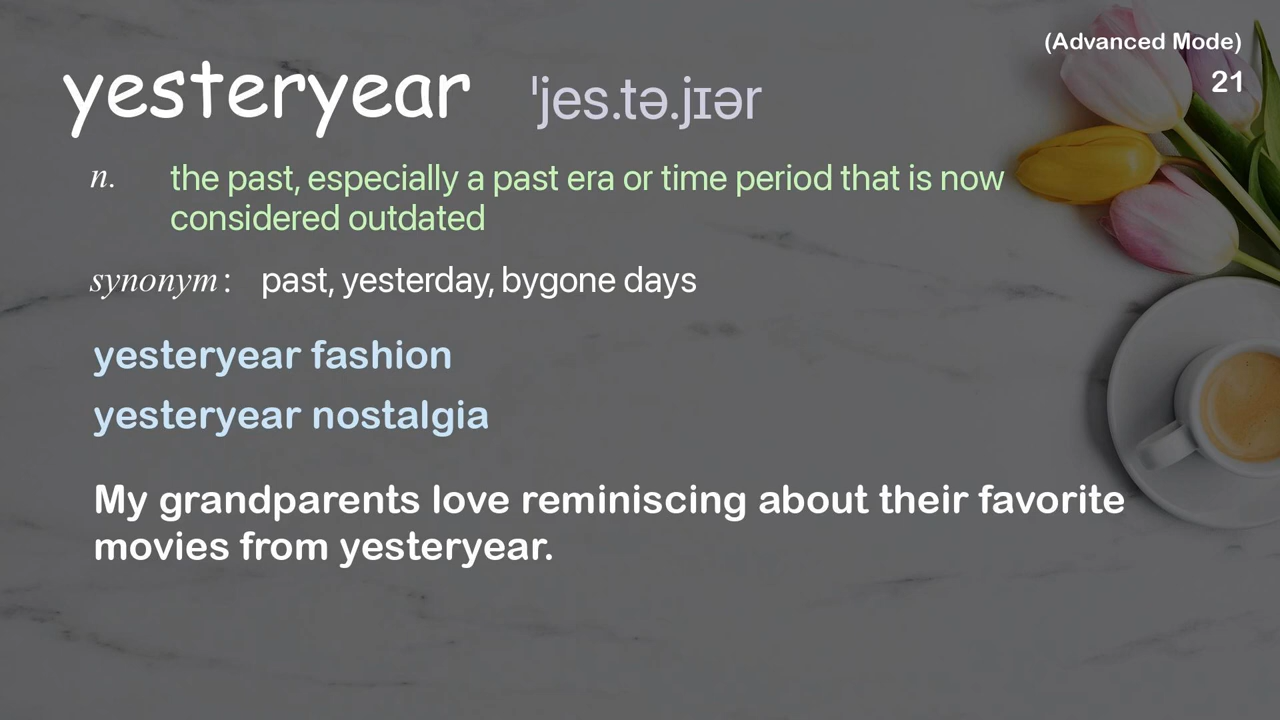 (Advanced Mode)
21
yesteryear ˈjes.tə.jɪər
n. the past, especially a past era or time period that is now
considered outdated
synonym: past, yesterday, bygone days
yesteryear fashion
yesteryear nostalgia
My grandparents love reminiscing about their favorite
movies from yesteryear.